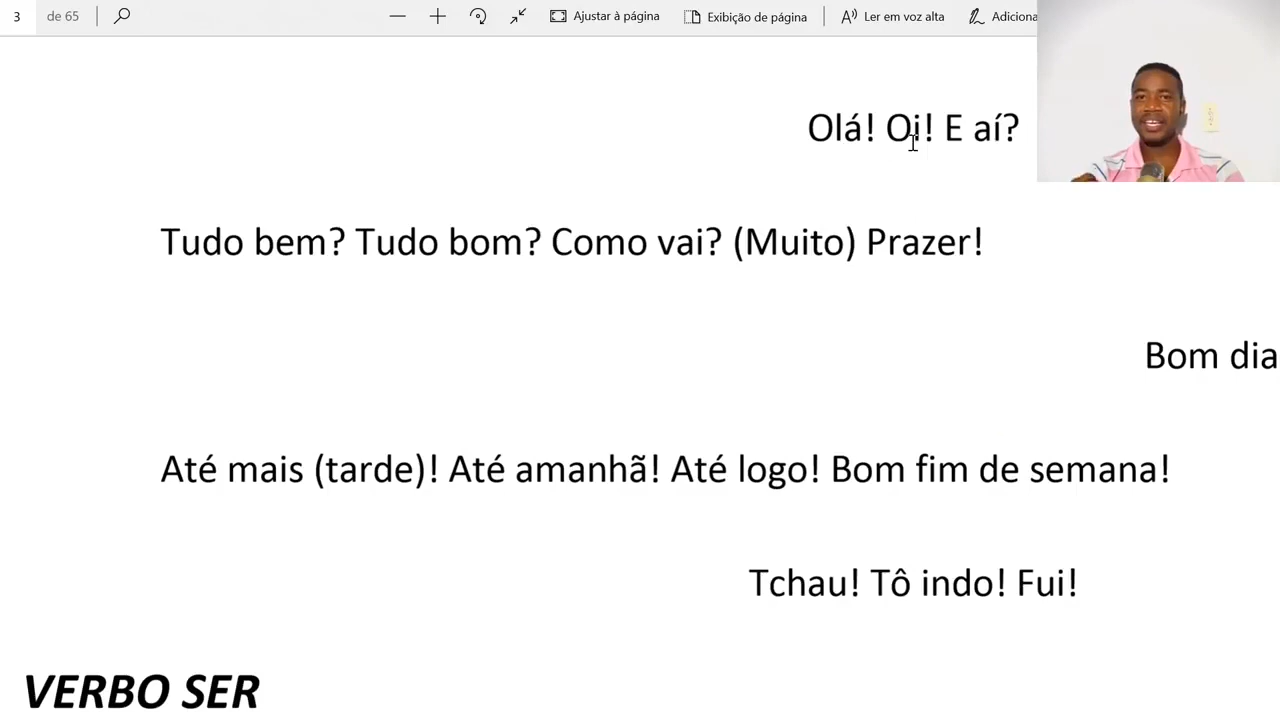 3 de 65 Ajustar à página Exibição de página Ler em voz alta Adiciona
Olá! Oi! E aí?
Tudo bem? Tudo bom? Como vai? (Muito) Prazer!
Bom dia
Até mais (tarde)! Até amanhã! Até logo! Bom fim de semana!
Tchau! Tô indo! Fui!
VERBO SER